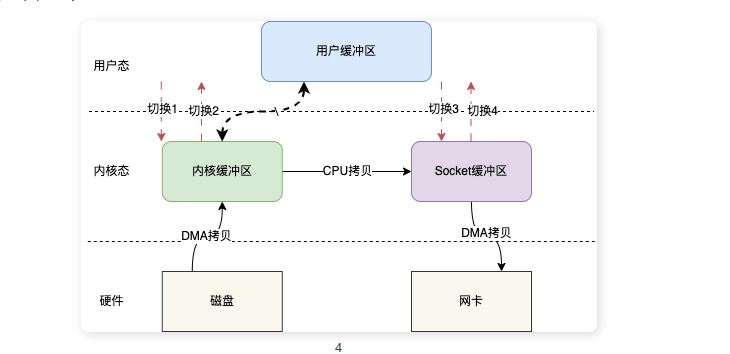 用户缓冲区
用户态
切换1
切换2
切换3
切换4
内核态
内核缓冲区
CPU拷贝
Socket缓冲区
DMA拷贝
DMA拷贝
硬件
磁盘
网卡
4